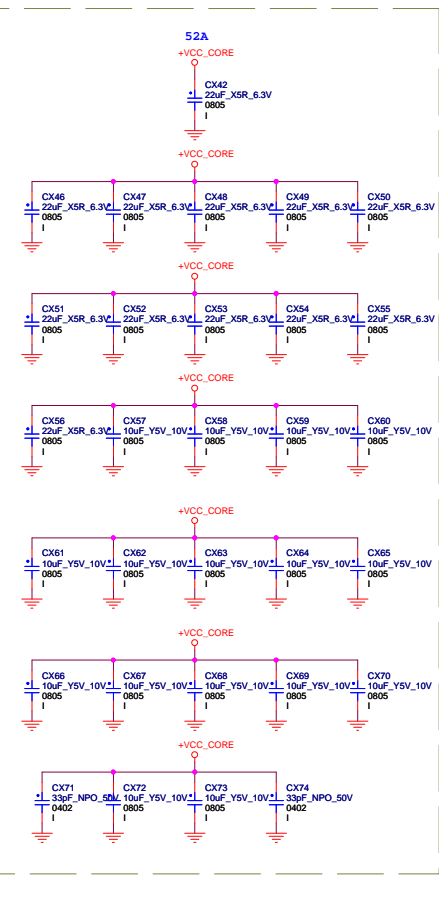 52A
+VCC_CORE
CX42
22uF_X5R_6.3V
0805
I
+VCC_CORE
CX46 CX47 CX48 CX49 CX50
22uF_X5R_6.3V 22uF_X5R_6.3V 22uF_X5R_6.3V 22uF_X5R_6.3V 22uF_X5R_6.3V
0805 0805 0805 0805 0805
I I I I I
+VCC_CORE
CX51 CX52 CX53 CX54 CX55
22uF_X5R_6.3V 22uF_X5R_6.3V 22uF_X5R_6.3V 22uF_X5R_6.3V 22uF_X5R_6.3V
0805 0805 0805 0805 0805
I I I I I
+VCC_CORE
CX56 CX57 CX58 CX59 CX60
22uF_X5R_6.3V 10uF_Y5V_10V 10uF_Y5V_10V 10uF_Y5V_10V 10uF_Y5V_10V
0805 0805 0805 0805 0805
I I I I I
+VCC_CORE
CX61 CX62 CX63 CX64 CX65
10uF_Y5V_10V 10uF_Y5V_10V 10uF_Y5V_10V 10uF_Y5V_10V 10uF_Y5V_10V
0805 0805 0805 0805 0805
I I I I I
+VCC_CORE
CX66 CX67 CX68 CX69 CX70
10uF_Y5V_10V 10uF_Y5V_10V 10uF_Y5V_10V 10uF_Y5V_10V 10uF_Y5V_10V
0805 0805 0805 0805 0805
I I I I I
+VCC_CORE
CX71 CX72 CX73 CX74
33pF_NPO_50V 10uF_Y5V_10V 10uF_Y5V_10V 33pF_NPO_50V
0402 0805 0805 0402
I I I I